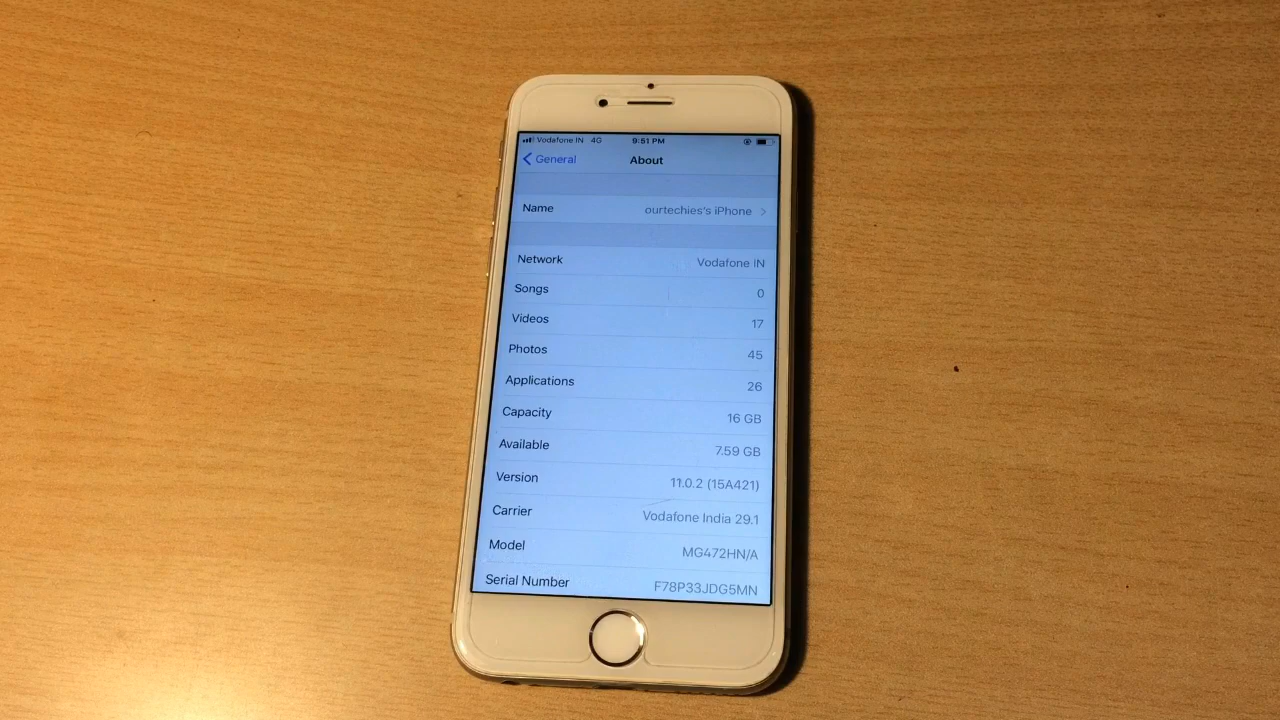 Vodafone IN 4G 9:51 PM
General About
Name ourtechies's iPhone
Network Vodafone IN
Songs 0
Videos 17
Photos 45
Applications 26
Capacity 16 GB
Available 7.59 GB
Version 11.0.2 (15A421)
Carrier Vodafone India 29.1
Model MG472HN/A
Serial Number F78P33JDG5MN